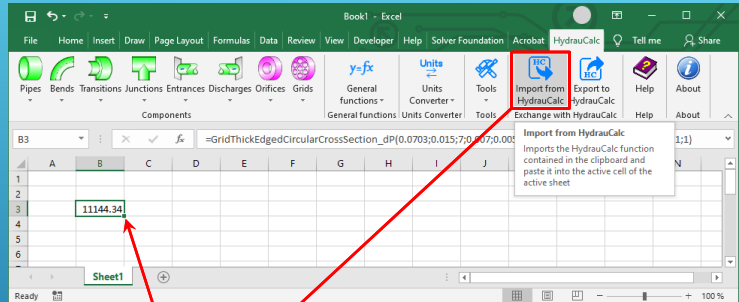 Book1 - Excel
File Home Insert Draw Page Layout Formulas Data Review View Developer Help Solver Foundation Acrobat HydrauCalc Tell me Share
HC HC
y=fx Units
Pipes Bends Transitions Junctions Entrances Discharges Orifices Grids General Units Tools Import from Export to Help About
functions Converter HydrauCalc HydrauCalc
Components General functions Units Converter Tools Exchange with HydrauCalc Help About
B3 fx =GridThickEdgedCircularCrossSection_dP(0.0703;0.015;7;0.007;0.005 1;1)
Import from HydrauCalc
Imports the HydrauCalc function
contained in the clipboard and
paste it into the active cell of the
active sheet
A B C D E F G H I J N
1
2
3 11144.34
4
5
6
Sheet1
Ready 100 %